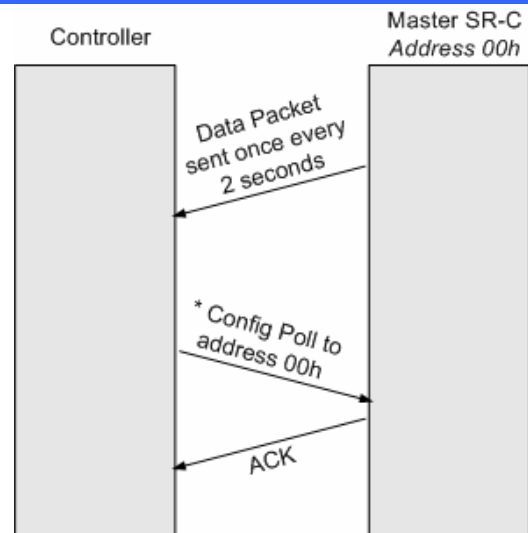 Controller
Master SR-C
Address 00h
Data Packet
sent once every
2 seconds
* Config Poll to
address 00h
ACK